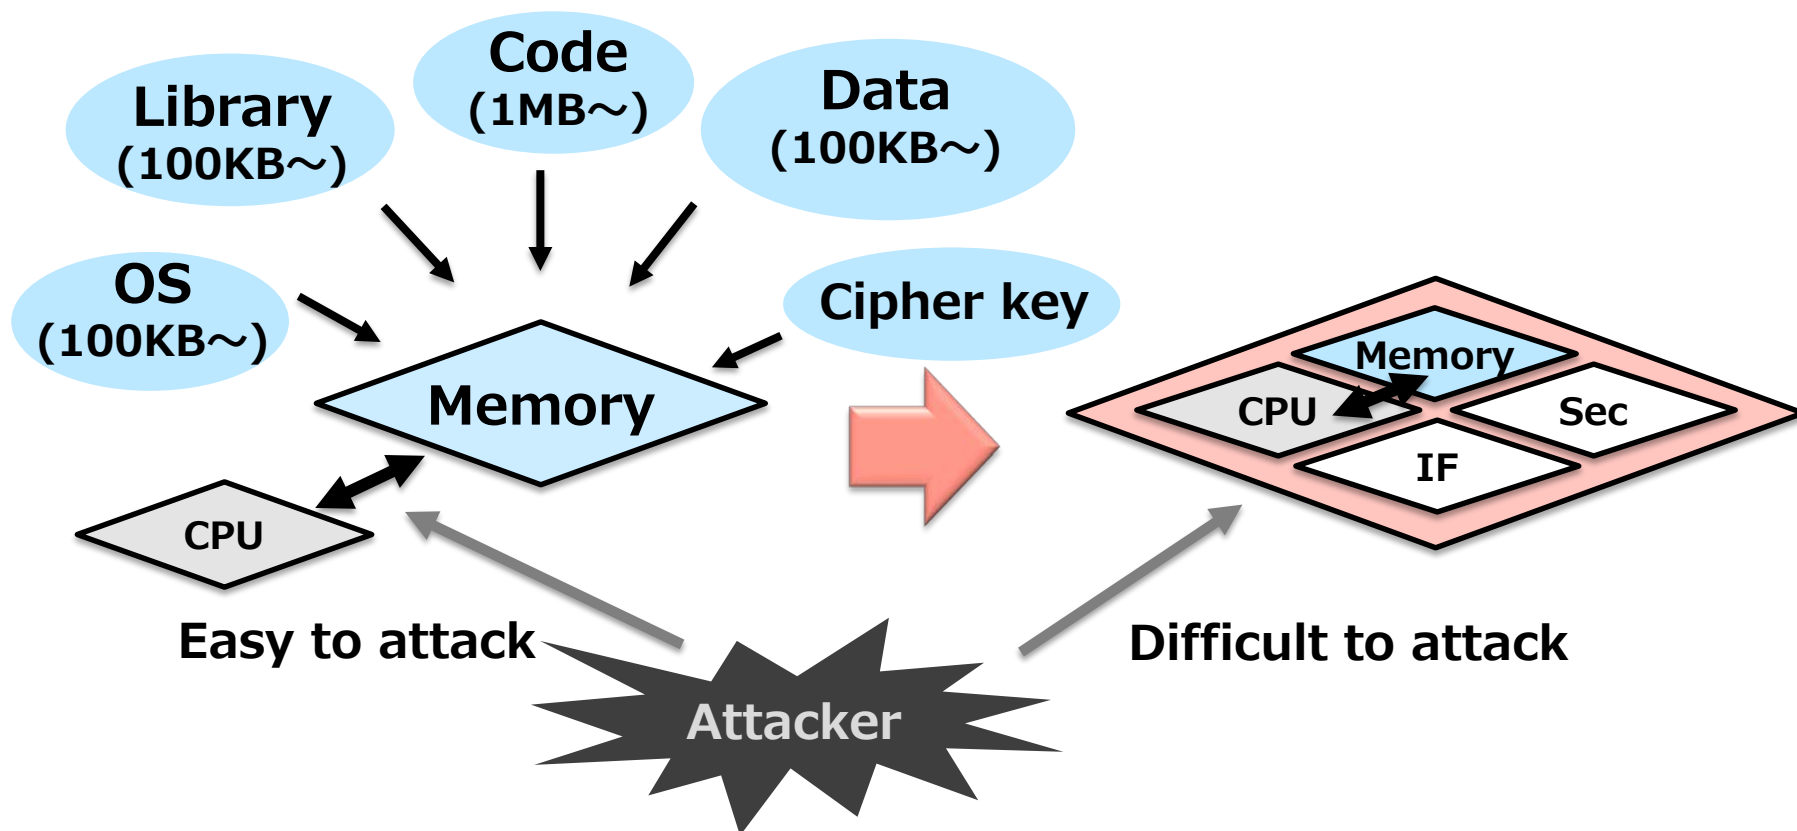 Code
(1MB～)
Library
(100KB～)
Data
(100KB～)
OS
(100KB～)
Cipher key
Memory
CPU
Easy to attack
Attacker
Memory
CPU
Sec
IF
Difficult to attack